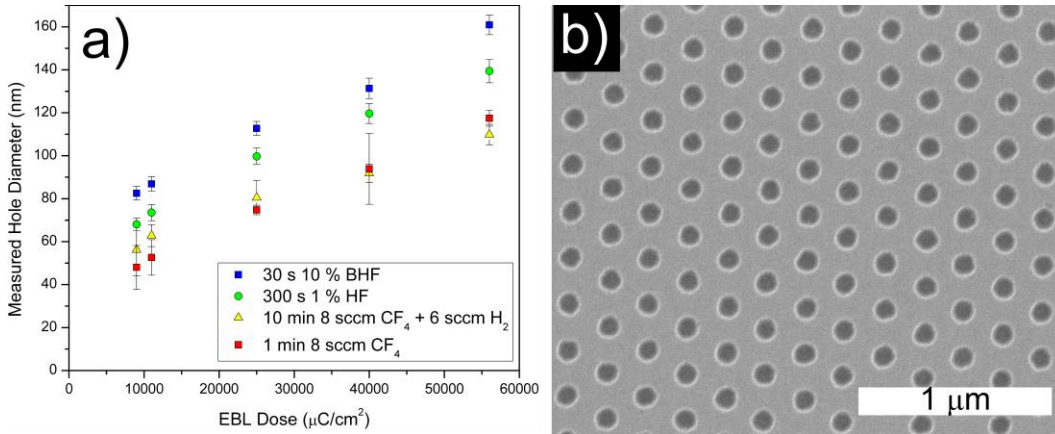 a)
Measured Hole Diameter (nm)
160
140
120
100
80
60
40
20
0
30 s 10 % BHF
300 s 1 % HF
10 min 8 sccm CF₄ + 6 sccm H₂
1 min 8 sccm CF₄
0 10000 20000 30000 40000 50000 60000
EBL Dose (μC/cm²)
b)
1 μm